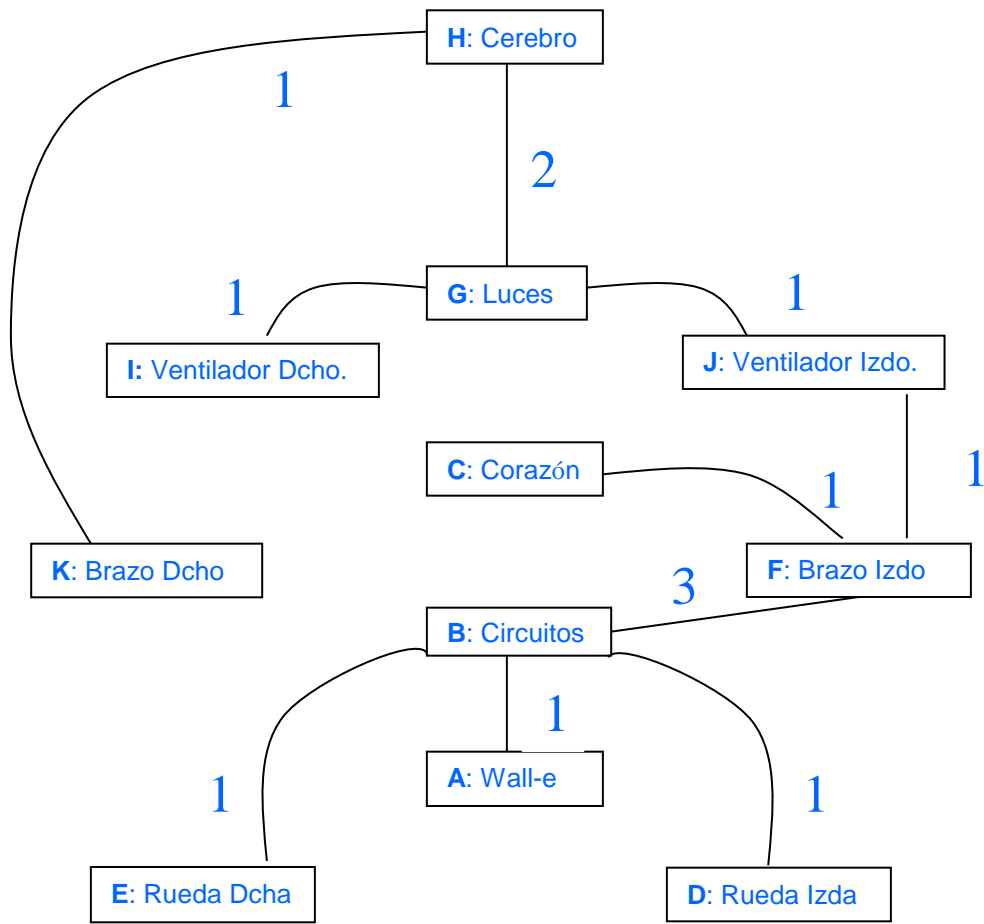 H: Cerebro
1
2
1
G: Luces
1
I: Ventilador Dcho.
J: Ventilador Izdo.
C: Corazón
1
1
K: Brazo Dcho
F: Brazo Izdo
3
B: Circuitos
1
A: Wall-e
1
1
E: Rueda Dcha
D: Rueda Izda